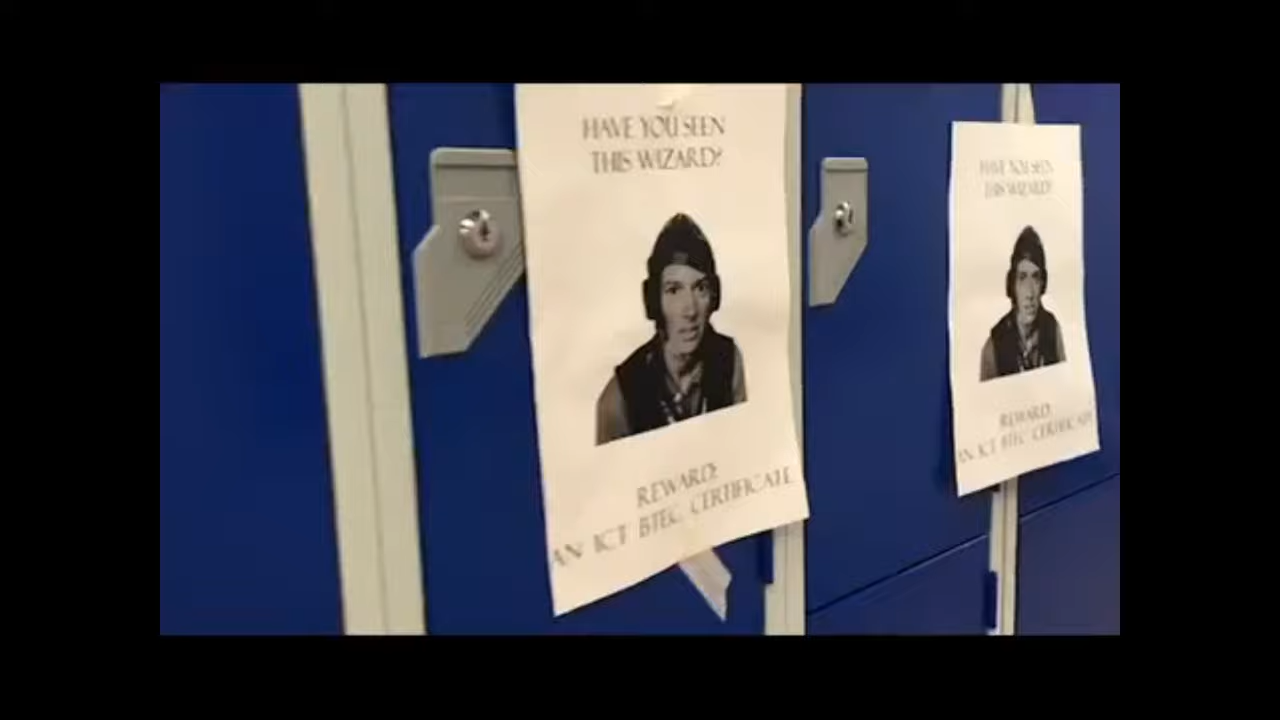 HAVE YOU SEEN
THIS WIZARD?
REWARD:
AN ICT BTEC CERTIFICATE
HAVE YOU SEEN
THIS WIZARD?
REWARD:
AN ICT BTEC CERTIFICATE